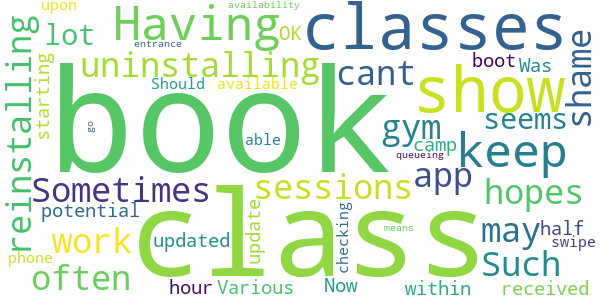 upon
availability
Having
OK
classes
lot
entrance
shame
reinstalling
starting
uninstalling
cant
boot
Was
book
show
Should
available
seems
gym
go
able
camp
keep
queueing
Sometimes
sessions
app
hopes
class
potential
update
means
may
half
work
updated
checking
swipe
Such
phone
often
hour
Various
Now
within
received